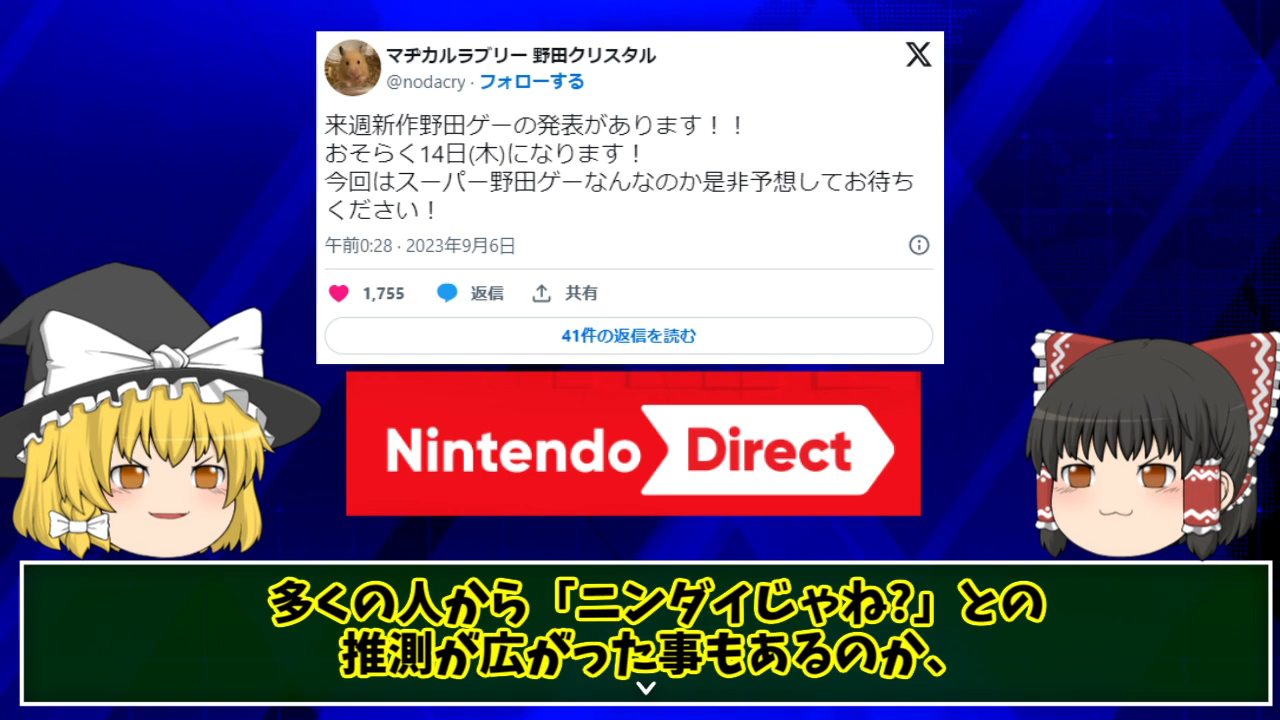 マヂカルラブリー 野田クリスタル
@nodacry · フォローする
来週新作野田ゲーの発表があります！！
おそらく14日(木)になります！
今回はスーパー野田ゲーなんなのか是非予想してお待ち
ください！
午前0:28 · 2023年9月6日
1,755 返信 共有
41件の返信を読む
Nintendo Direct
多くの人から「ニンダイじゃね?」との
推測が広がった事もあるのか、